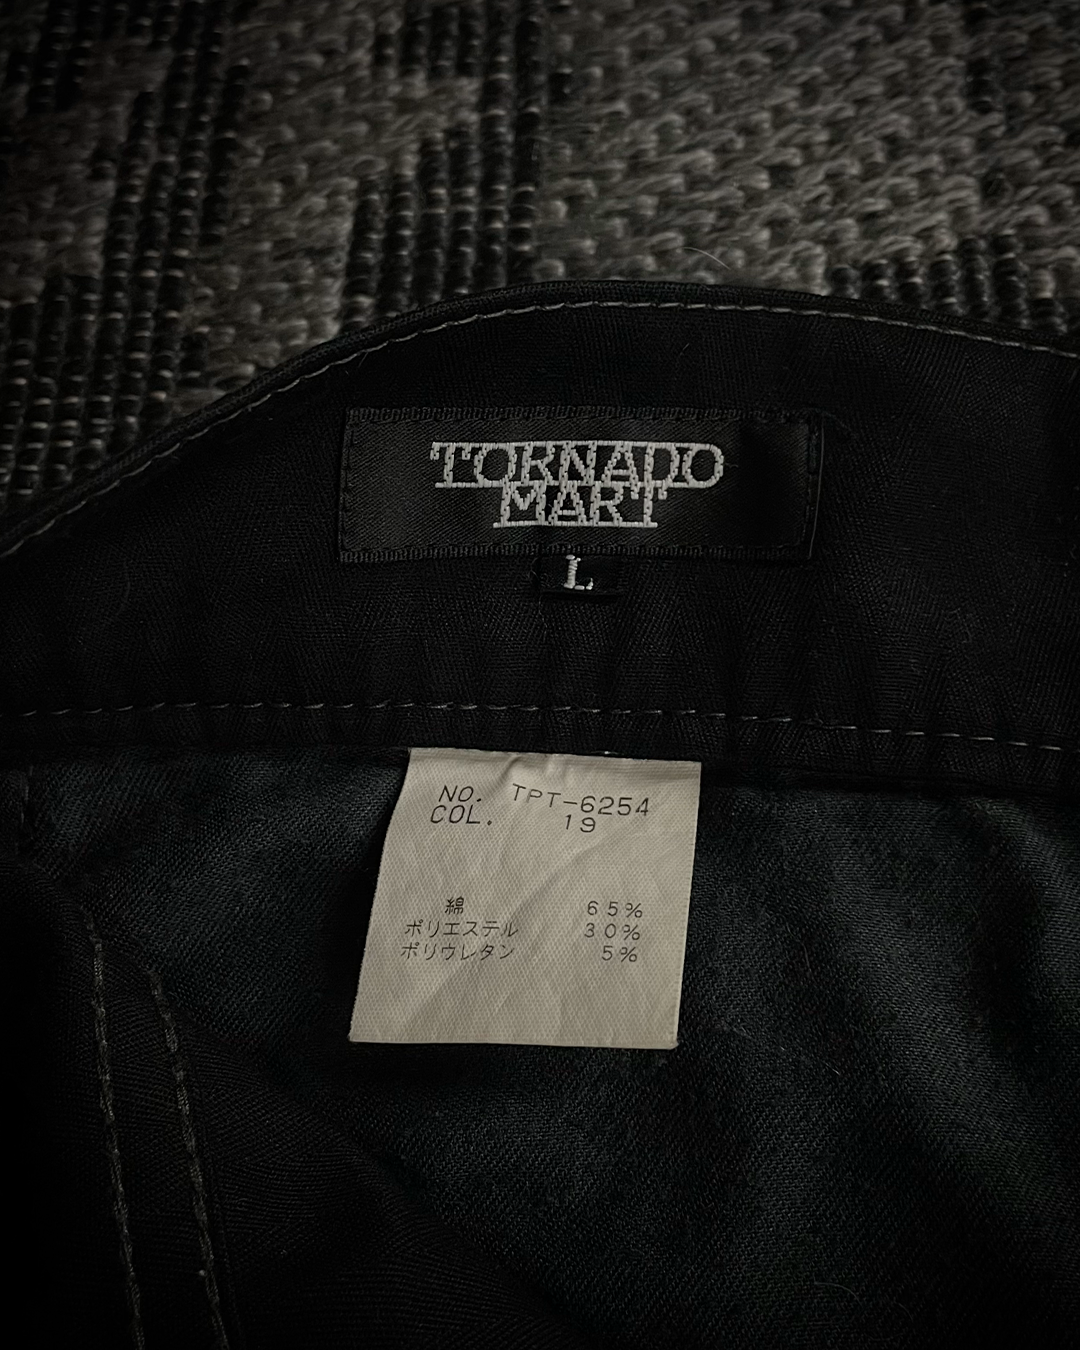 TORNADO
MART
L
NO. TPT-6254
COL. 19
綿 65%
ポリエステル 30%
ポリウレタン 5%